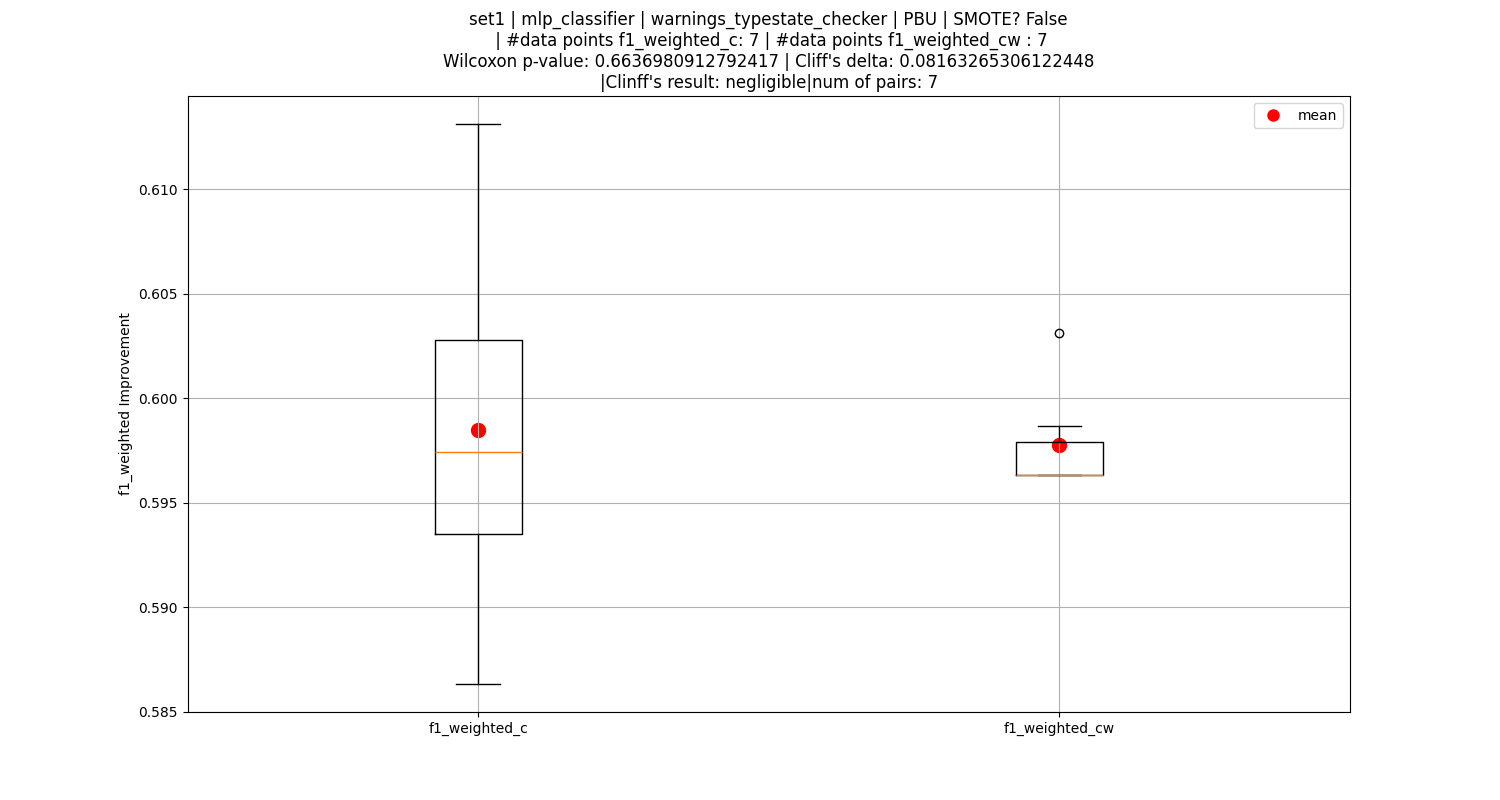 set1 | mlp_classifier | warnings_typestate_checker | PBU | SMOTE? False
| #data points f1_weighted_c: 7 | #data points f1_weighted_cw : 7
Wilcoxon p-value: 0.6636980912792417 | Cliff's delta: 0.08163265306122448
|Clinff's result: negligible|num of pairs: 7
mean
0.610
0.605
0.600
0.595
0.590
0.585
f1_weighted Improvement
f1_weighted_c
f1_weighted_cw